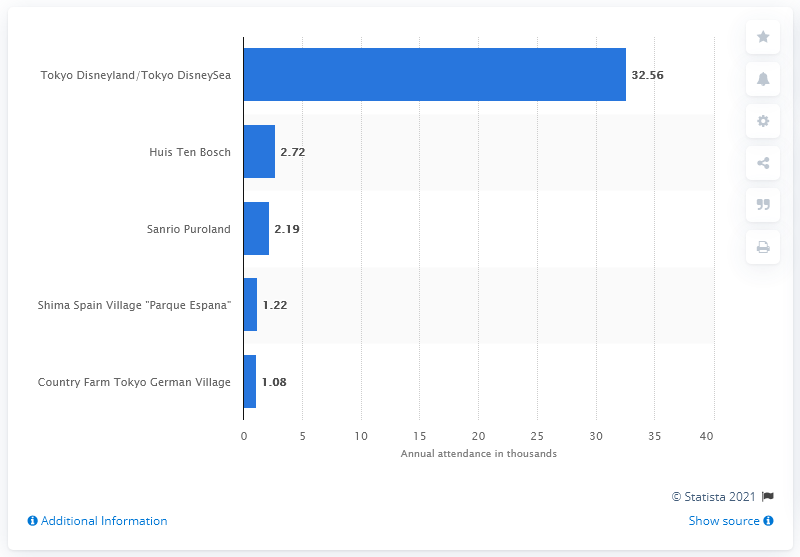 Tokyo Disneyland/Tokyo DisneySea
32.56
Huis Ten Bosch
2.72
Sanrio Puroland
2.19
Shima Spain Village "Parque Espana"
1.22
Country Farm Tokyo German Village
1.08
0 5 10 15 20 25 30 35 40
Annual attendance in thousands
© Statista 2021
Additional Information
Show source